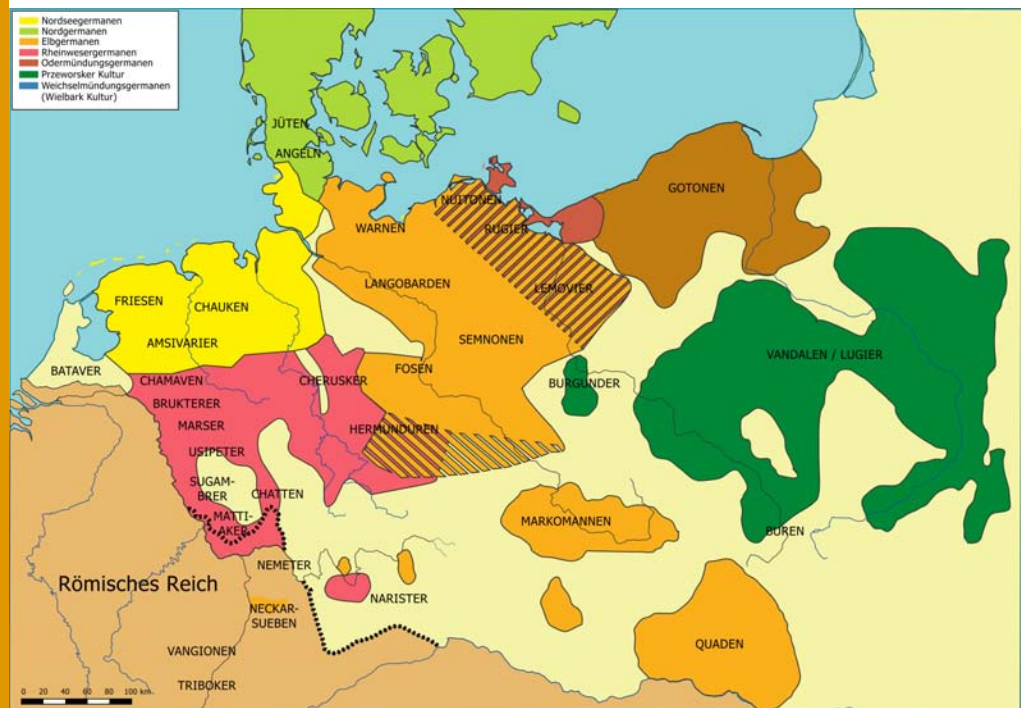 Nordseegermanen
Nordgermanen
Elbgermanen
Rheinwesergermanen
Odermündungsgermanen
Przeworsker Kultur
Weichselmündungsgermanen
(Wielbark Kultur)
JÜTEN
ANGELN
WARNEN
NUITONEN
RUGIER
GOTONEN
LANGOBARDEN
LEMOVIER
FRIESEN
CHAUKEN
AMSIVARIER
SEMNONEN
VANDALEN / LUGIER
BATAVER
CHAMAVEN
CHERUSKER
FOSEN
BURGUNDER
BRUKTERER
MARSER
HERMUNDUREN
USIPETER
SUGAM-
BRER
CHATTEN
MATTI-
AKER
MARKOMANNEN
BUREN
NEMETER
Römisches Reich
NARISTER
NECKAR-
SUEBEN
QUADEN
VANGIONEN
TRIBOKER
0 20 40 60 80 100 km